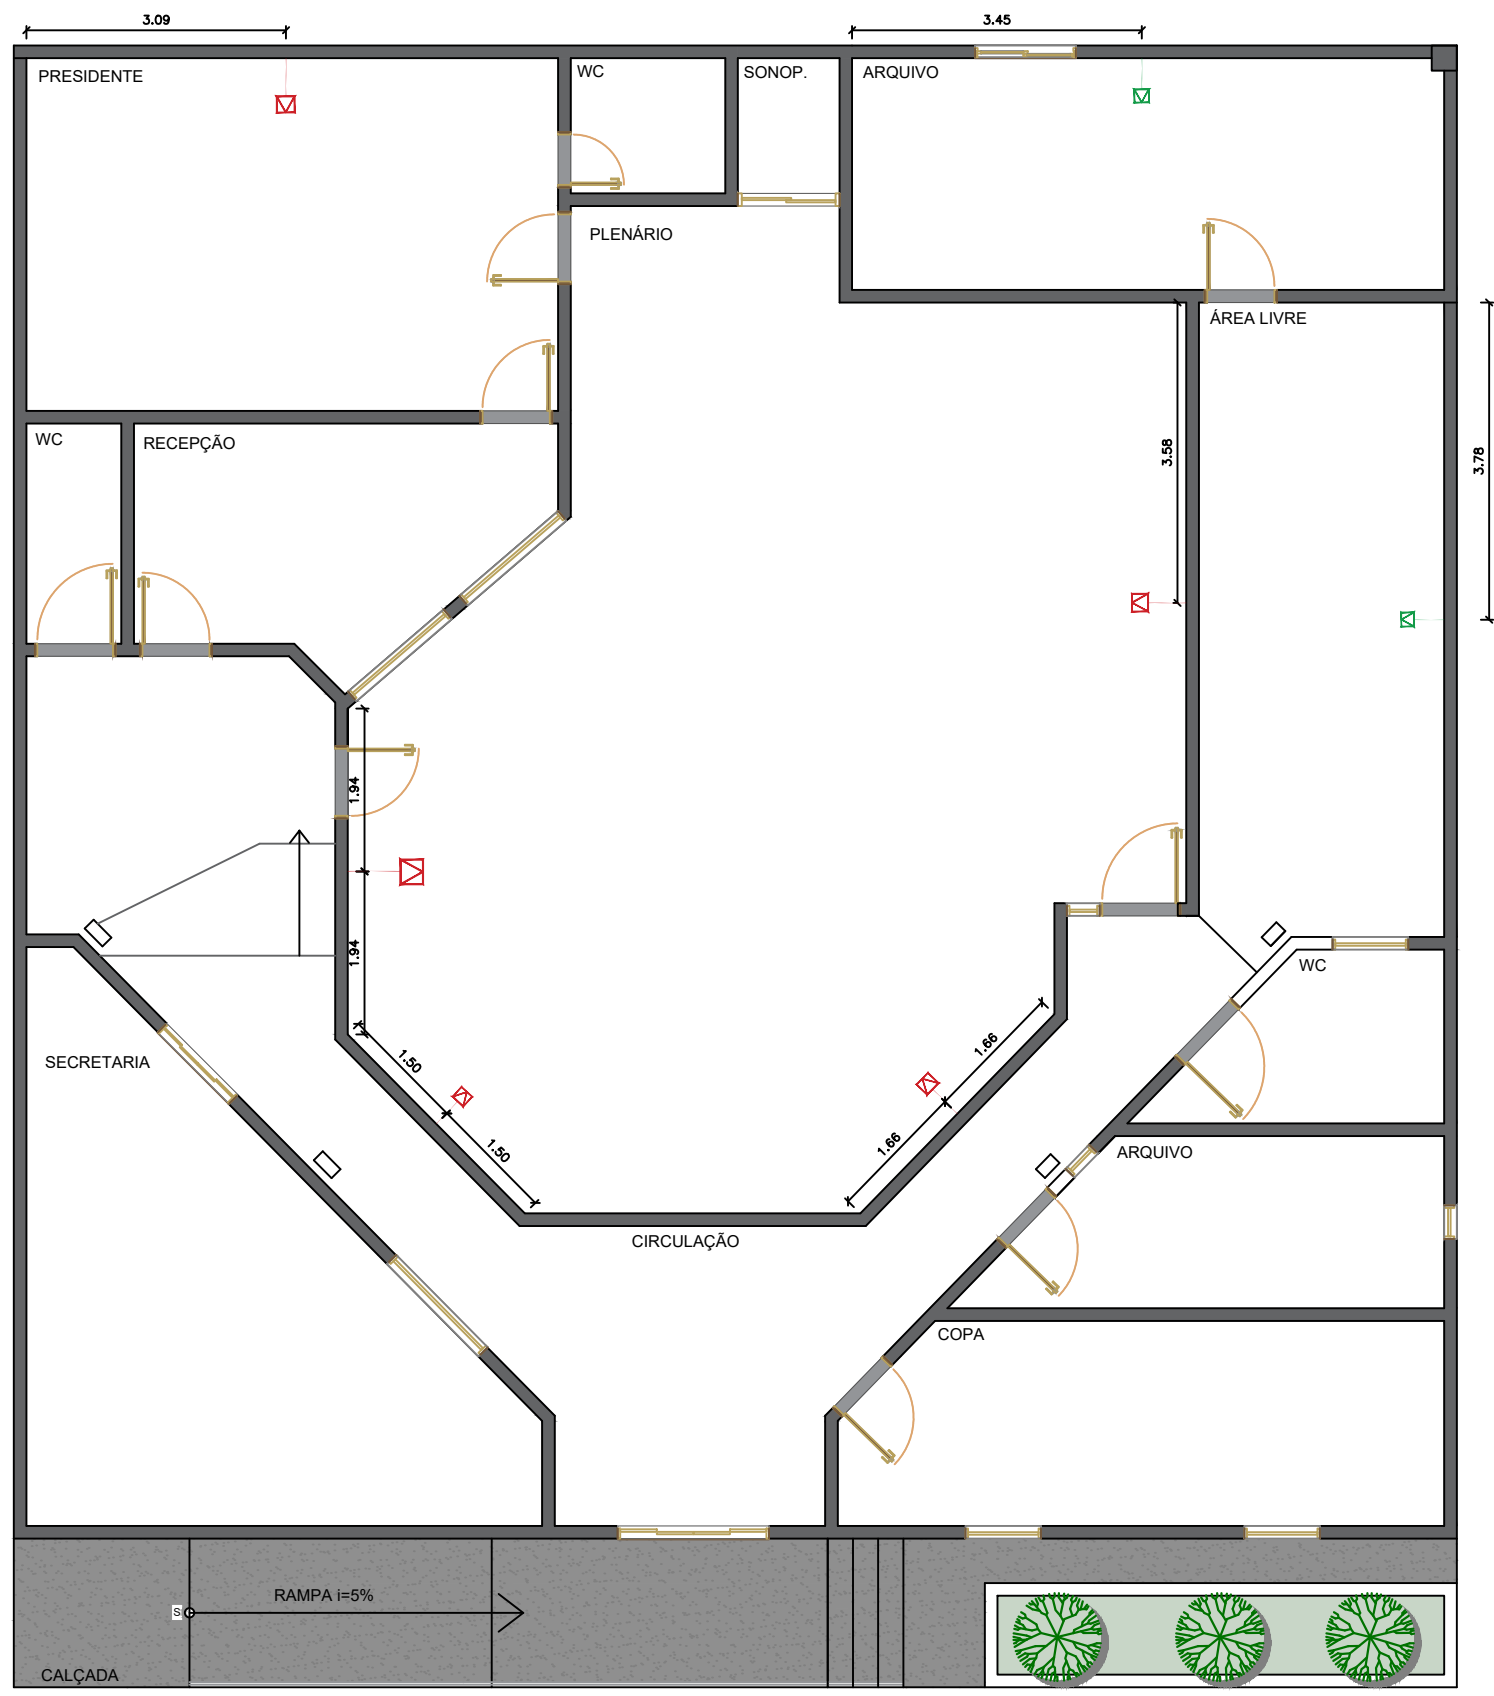 3.09
3.45
PRESIDENTE
WC
SONOP.
ARQUIVO
PLENÁRIO
ÁREA LIVRE
WC
RECEPÇÃO
3.58
3.78
1.94
1.94
WC
SECRETARIA
1.50
1.66
1.50
1.66
ARQUIVO
CIRCULAÇÃO
COPA
RAMPA i=5%
S
CALÇADA